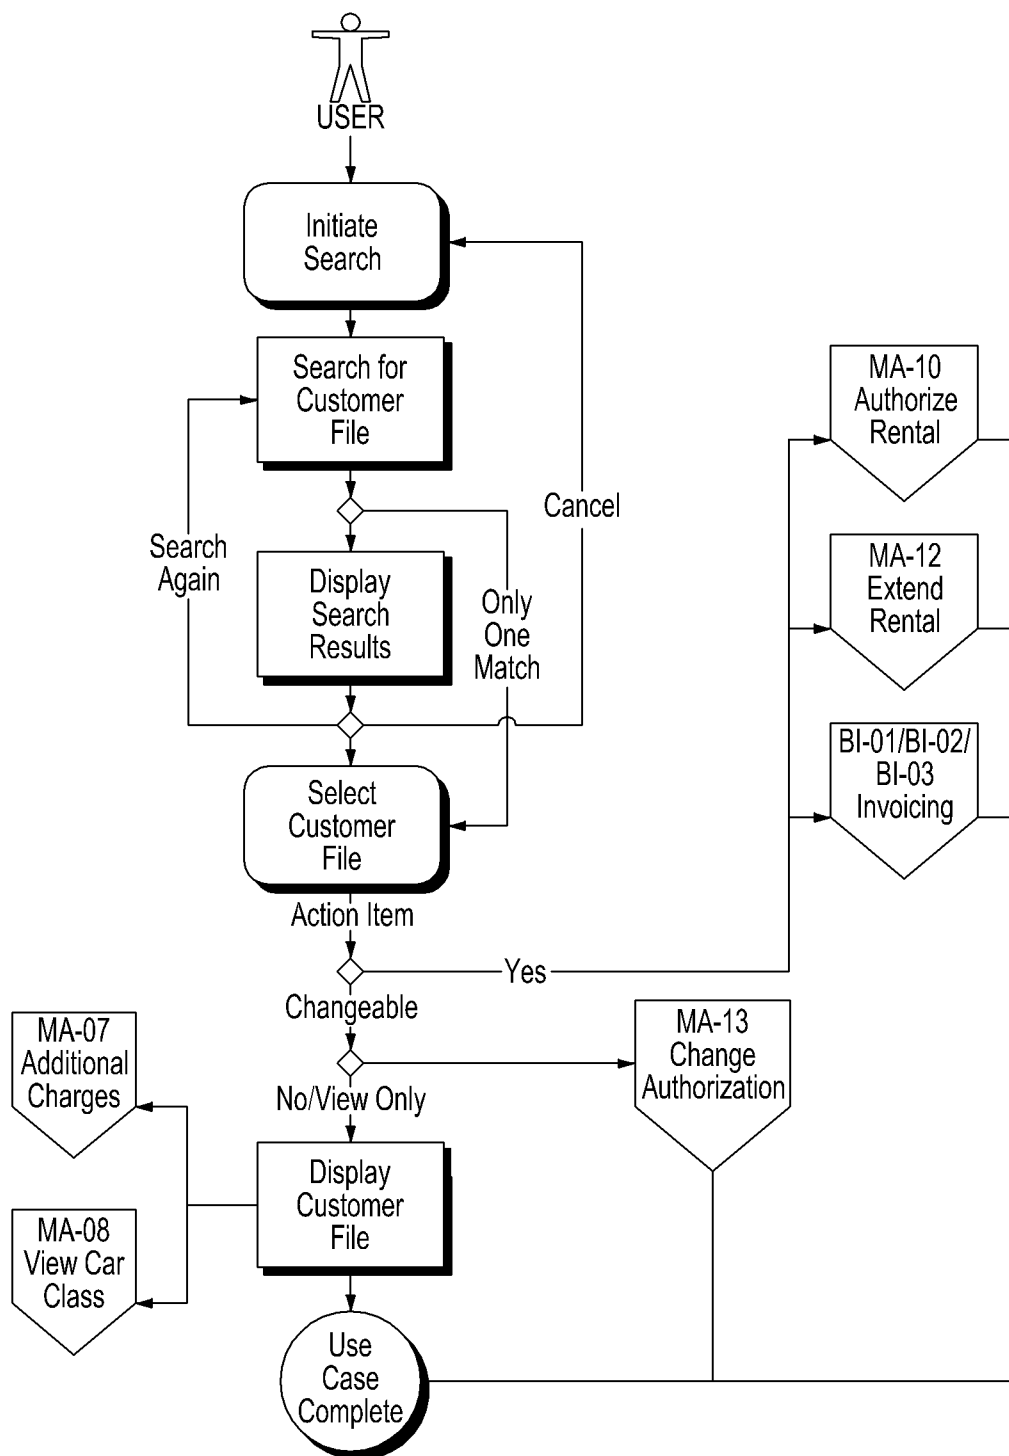 USER
Initiate
Search
Search for
Customer
File
Cancel
Search
Again
Display
Search
Results
Only
One
Match
Select
Customer
File
Action Item
Yes
Changeable
No/View Only
MA-10
Authorize
Rental
MA-12
Extend
Rental
BI-01/BI-02/
BI-03
Invoicing
MA-13
Change
Authorization
MA-07
Additional
Charges
MA-08
View Car
Class
Display
Customer
File
Use
Case
Complete